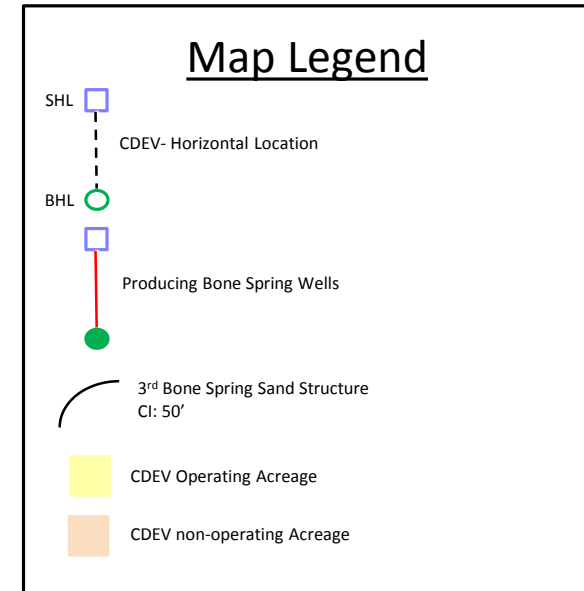 Map Legend
SHL
CDEV- Horizontal Location
BHL
Producing Bone Spring Wells
3rd Bone Spring Sand Structure
CI: 50’
CDEV Operating Acreage
CDEV non-operating Acreage